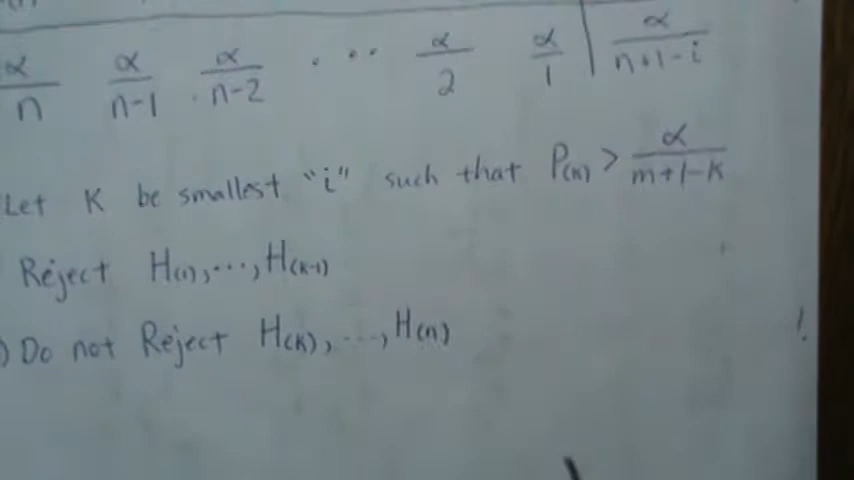 α/n α/n-1 α/n-2 . . . α/2 α/1 | α/n+1-i
Let K be smallest "i" such that P(K) > α/m+1-K
Reject H(1),...,H(K-1)
) Do not Reject H(K),...,H(n)